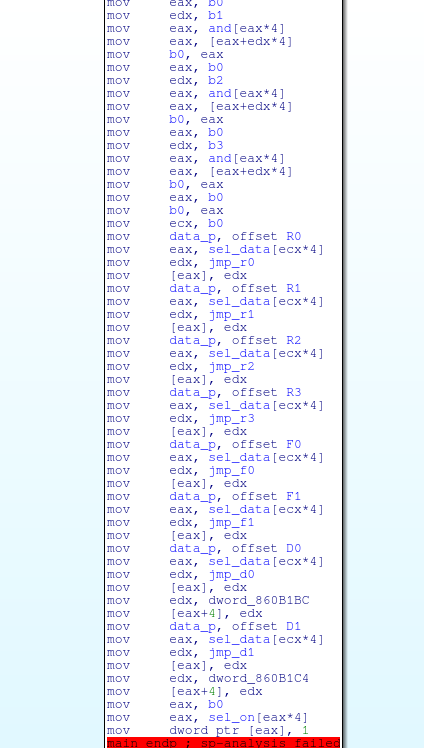 mov eax, b0
mov edx, b1
mov eax, and[eax*4]
mov eax, [eax+edx*4]
mov b0, eax
mov eax, b0
mov edx, b2
mov eax, and[eax*4]
mov eax, [eax+edx*4]
mov b0, eax
mov eax, b0
mov edx, b3
mov eax, and[eax*4]
mov eax, [eax+edx*4]
mov b0, eax
mov eax, b0
mov b0, eax
mov ecx, b0
mov data_p, offset R0
mov eax, sel_data[ecx*4]
mov edx, jmp_r0
mov [eax], edx
mov data_p, offset R1
mov eax, sel_data[ecx*4]
mov edx, jmp_r1
mov [eax], edx
mov data_p, offset R2
mov eax, sel_data[ecx*4]
mov edx, jmp_r2
mov [eax], edx
mov data_p, offset R3
mov eax, sel_data[ecx*4]
mov edx, jmp_r3
mov [eax], edx
mov data_p, offset F0
mov eax, sel_data[ecx*4]
mov edx, jmp_f0
mov [eax], edx
mov data_p, offset F1
mov eax, sel_data[ecx*4]
mov edx, jmp_f1
mov [eax], edx
mov data_p, offset D0
mov eax, sel_data[ecx*4]
mov edx, jmp_d0
mov [eax], edx
mov edx, dword_860B1BC
mov [eax+4], edx
mov data_p, offset D1
mov eax, sel_data[ecx*4]
mov edx, jmp_d1
mov [eax], edx
mov edx, dword_860B1C4
mov [eax+4], edx
mov eax, b0
mov eax, sel_on[eax*4]
mov dword ptr [eax], 1
main endp ; sp-analysis failed